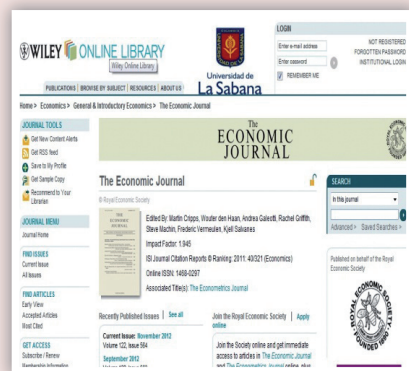 WILEY ONLINE LIBRARY
Wiley Online Library
PUBLICATIONS | BROWSE BY SUBJECT | RESOURCES | ABOUT US
Universidad de
La Sabana
LOGIN
Enter e-mail address
Enter password
REMEMBER ME
NOT REGISTERED
FORGOTTEN PASSWORD
INSTITUTIONAL LOGIN
Home > Economics > General & Introductory Economics > The Economic Journal
JOURNAL TOOLS
Get New Content Alerts
Get RSS feed
Save to My Profile
Get Sample Copy
Recommend to Your
Librarian
JOURNAL MENU
Journal Home
FIND ISSUES
Current Issue
All Issues
FIND ARTICLES
Early View
Accepted Articles
Most Cited
GET ACCESS
Subscribe / Renew
The
ECONOMIC
JOURNAL
The Economic Journal
© Royal Economic Society
THE
ECONOMIC
JOURNAL
Edited By: Martin Cripps, Wouter den Haan, Andrea Galeotti, Rachel Griffith,
Steve Machin, Frederic Vermeulen, Kjell Salvanes
Impact Factor: 1.945
ISI Journal Citation Reports © Ranking: 2011: 40/321 (Economics)
Online ISSN: 1468-0297
Associated Title(s): The Econometrics Journal
Recently Published Issues | See all
Current Issue: November 2012
Volume 122, Issue 564
September 2012
Join the Royal Economic Society | Apply
online
Join the Society online and get immediate
access to articles in The Economic Journal
and The Econometrics Journal online, plus
SEARCH
In this journal
Advanced > Saved Searches >
Published on behalf of the Royal
Economic Society
ROYAL ECONOMIC SOCIETY
FOUNDED 1890